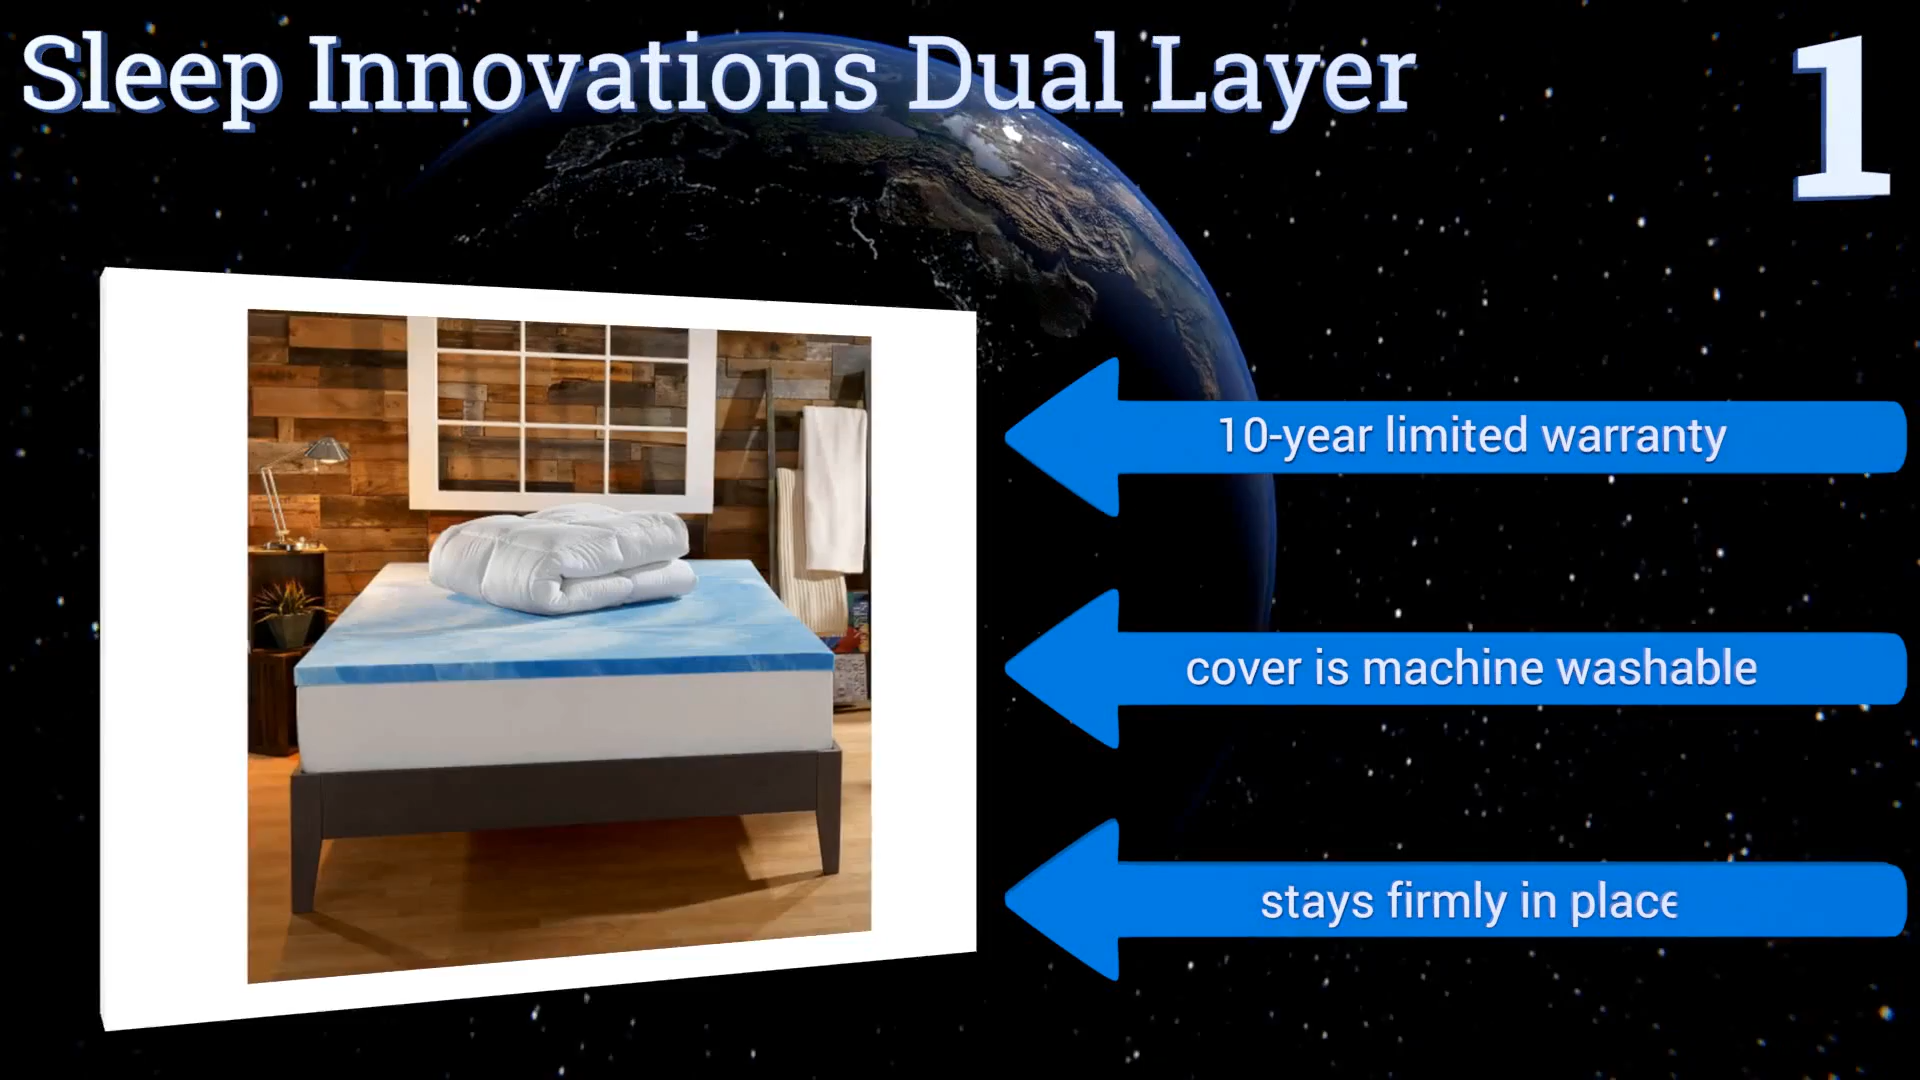 Sleep Innovations Dual Layer
1
10-year limited warranty
cover is machine washable
stays firmly in place